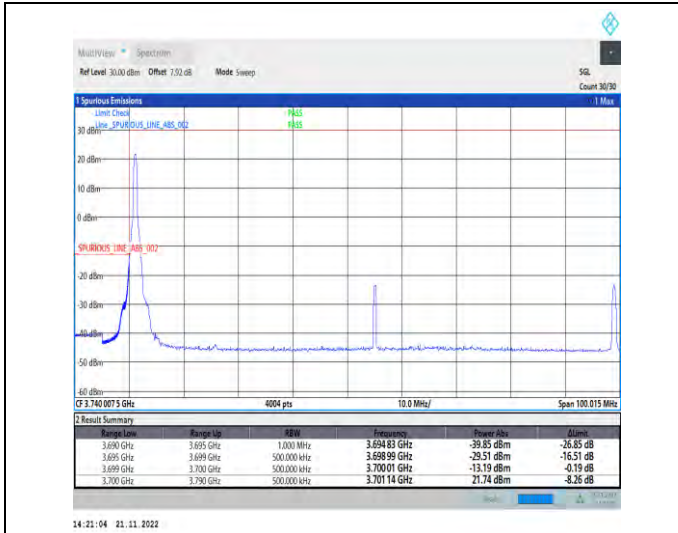 MultiView Spectrum
Ref Level 30.00 dBm Offset 7.92 dB Mode Sweep SGL
Count 30/30
1 Spurious Emissions 1 Max
Limit Check PASS
Line _SPURIOUS_LINE_ABS_002 PASS
30 dBm
20 dBm
10 dBm
0 dBm
SPURIOUS_LINE_ABS_002
-20 dBm
-30 dBm
-40 dBm
-50 dBm
-60 dBm
CF 3.740 007 5 GHz 4004 pts 10.0 MHz/ Span 100.015 MHz
2 Result Summary
Range Low Range Up RBW Frequency Power Abs ΔLimit
3.690 GHz 3.695 GHz 1.000 MHz 3.694 83 GHz -39.85 dBm -26.85 dB
3.695 GHz 3.699 GHz 500.000 kHz 3.698 99 GHz -29.51 dBm -16.51 dB
3.699 GHz 3.700 GHz 500.000 kHz 3.700 01 GHz -13.19 dBm -0.19 dB
3.700 GHz 3.790 GHz 500.000 kHz 3.701 14 GHz 21.74 dBm -8.26 dB
14:21:04 21.11.2022